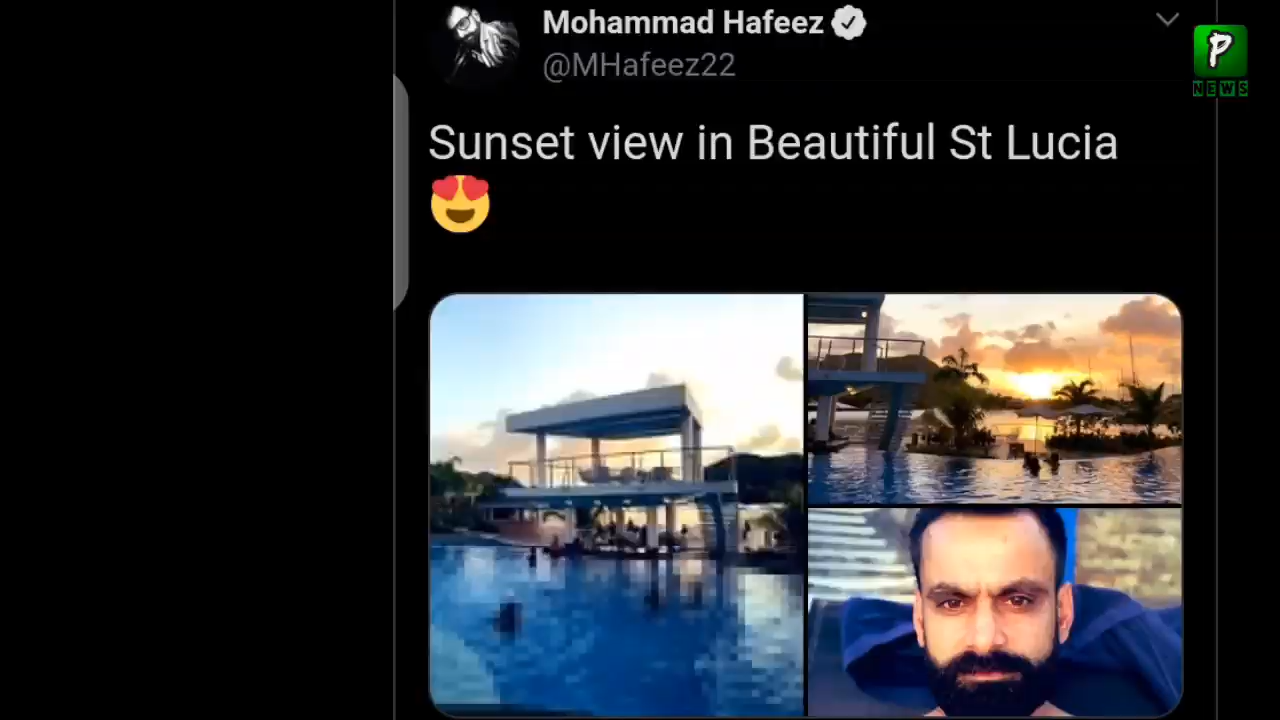 Mohammad Hafeez
@MHafeez22
P
NEWS
Sunset view in Beautiful St Lucia
😍